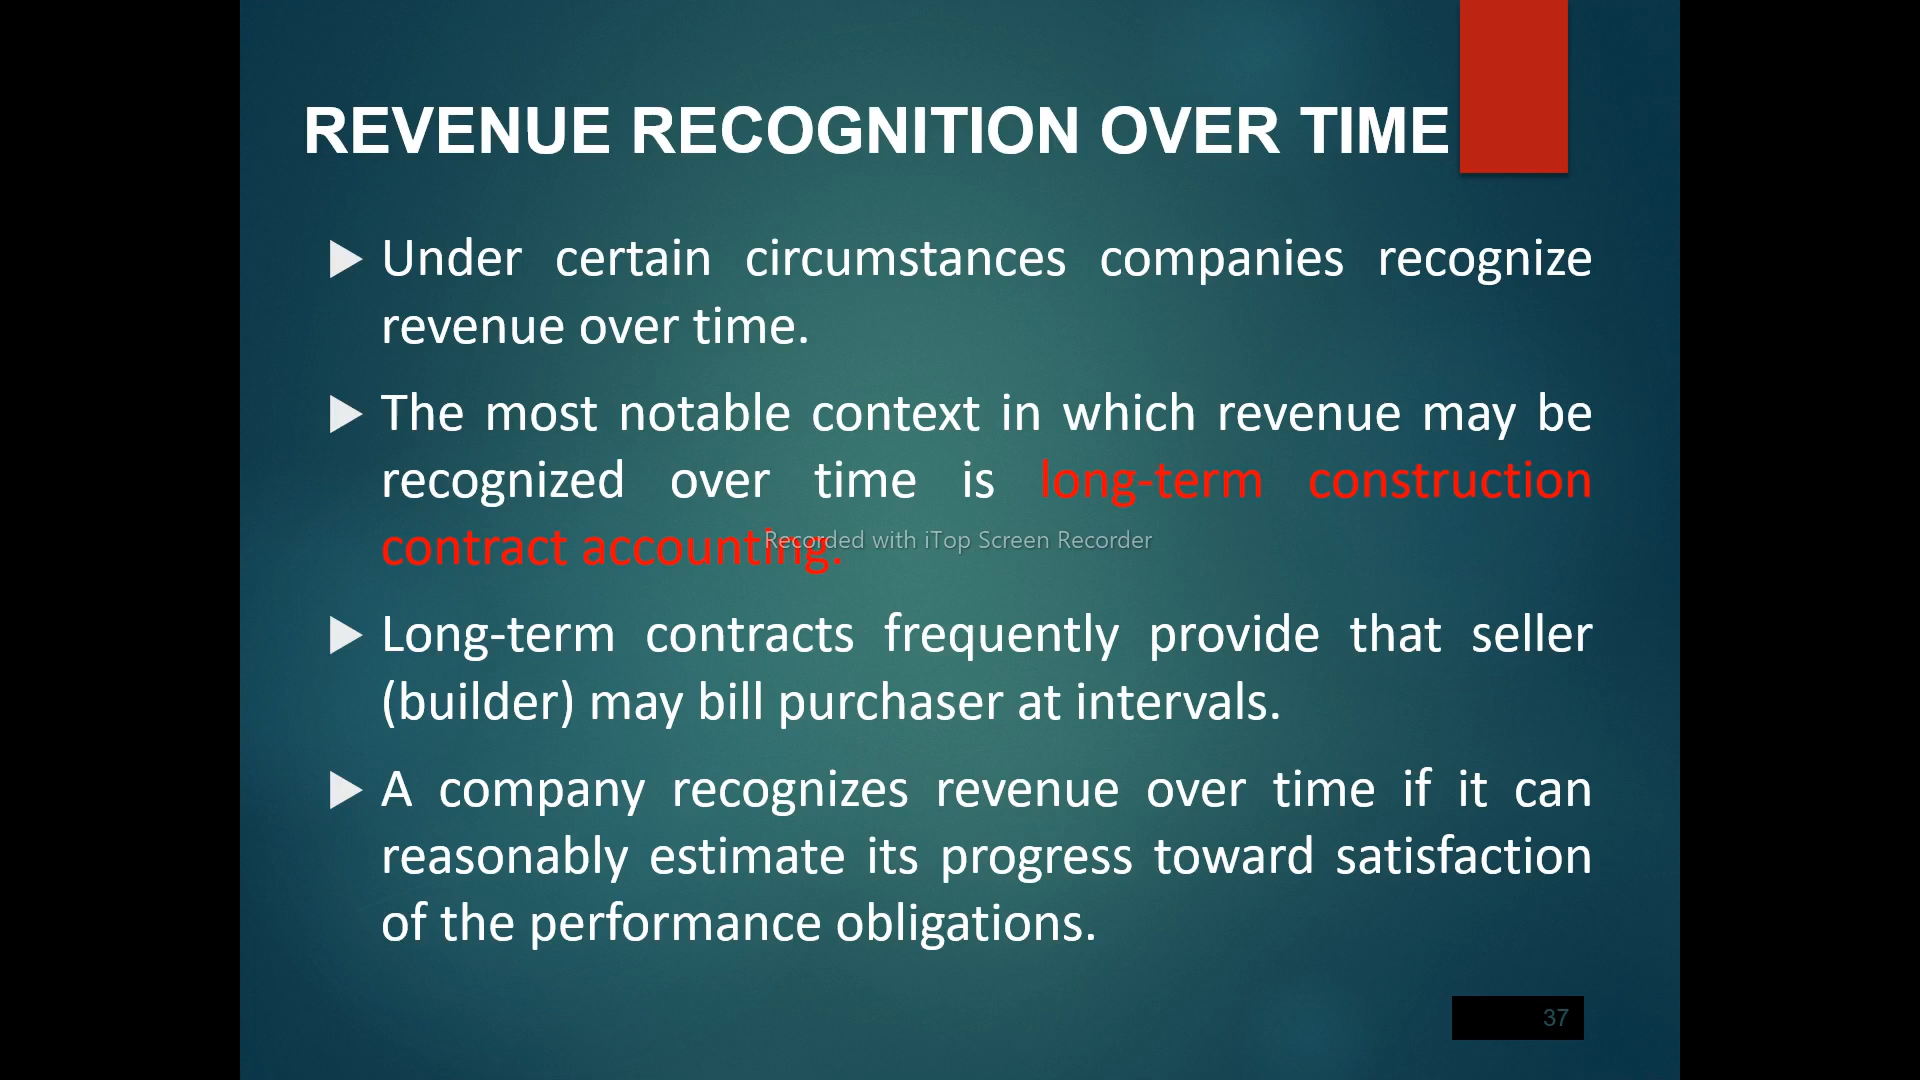 REVENUE RECOGNITION OVER TIME
Under certain circumstances companies recognize
revenue over time.
The most notable context in which revenue may be
recognized over time is long-term construction
contract accounting.
Recorded with iTop Screen Recorder
Long-term contracts frequently provide that seller
(builder) may bill purchaser at intervals.
A company recognizes revenue over time if it can
reasonably estimate its progress toward satisfaction
of the performance obligations.
37